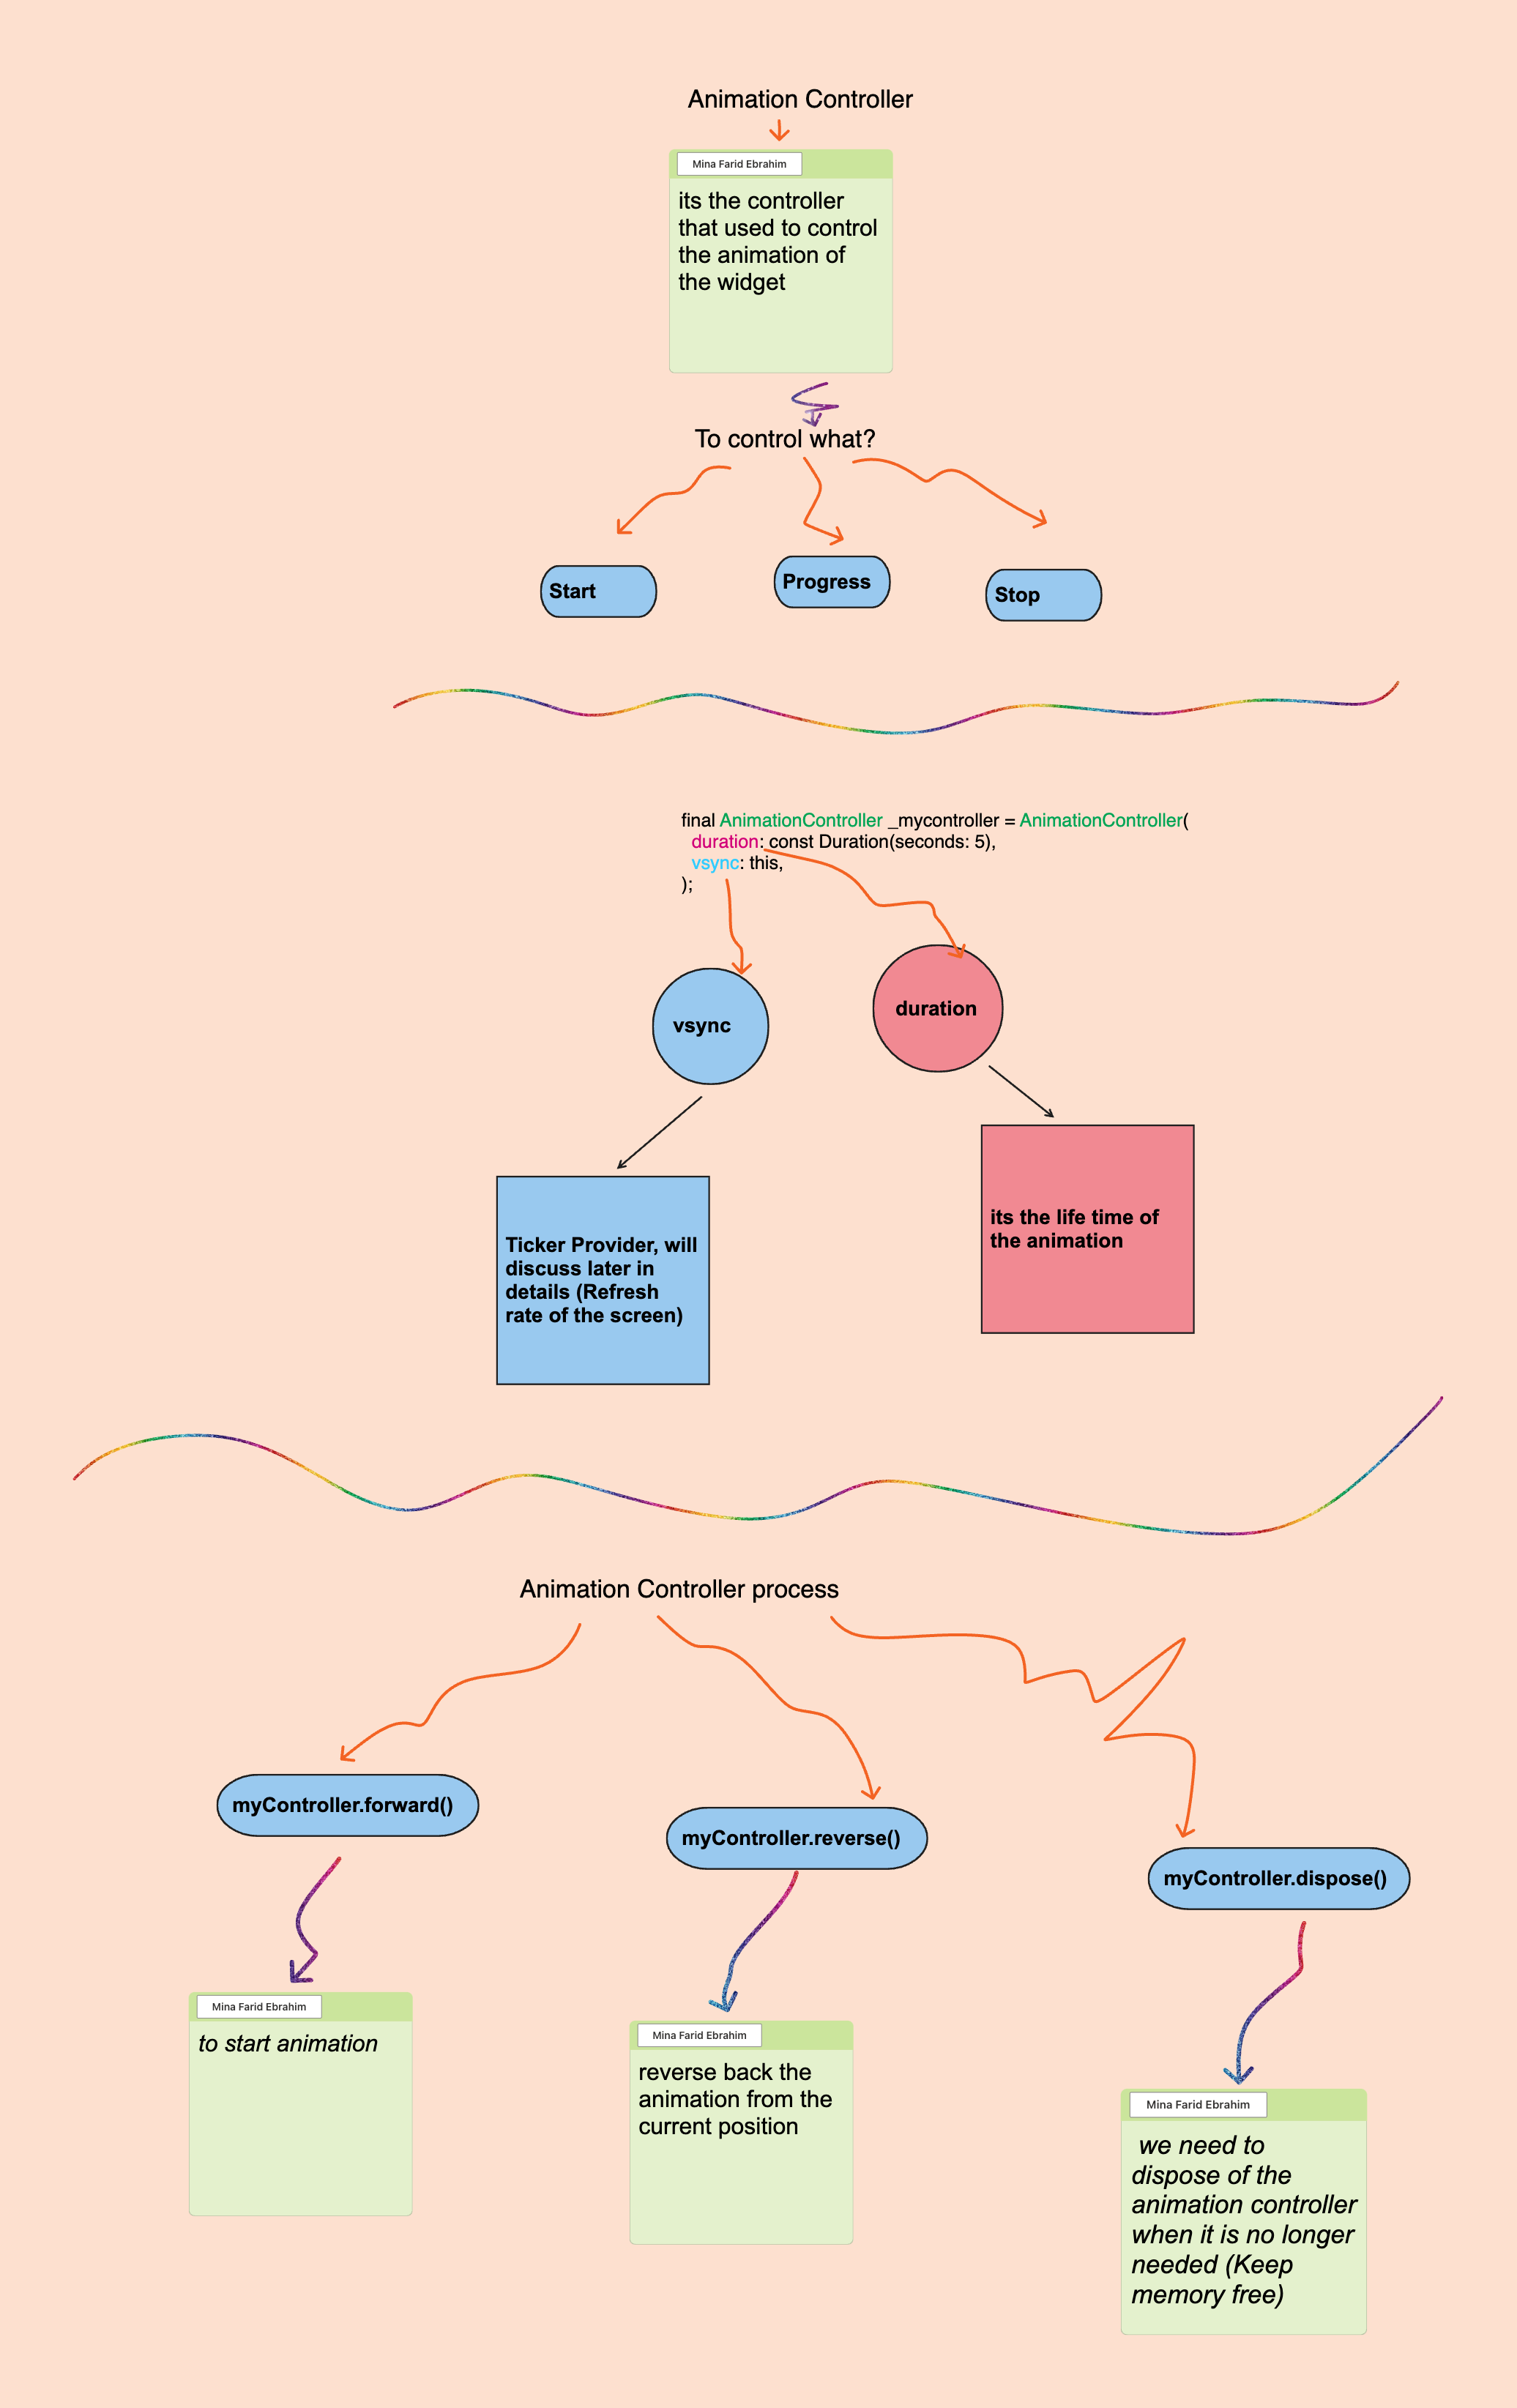 Animation Controller
Mina Farid Ebrahim
its the controller
that used to control
the animation of
the widget
To control what?
Start
Progress
Stop
final AnimationController _mycontroller = AnimationController(
duration: const Duration(seconds: 5),
vsync: this,
);
vsync
duration
Ticker Provider, will
discuss later in
details (Refresh
rate of the screen)
its the life time of
the animation
Animation Controller process
myController.forward()
myController.reverse()
myController.dispose()
Mina Farid Ebrahim
to start animation
Mina Farid Ebrahim
reverse back the
animation from the
current position
Mina Farid Ebrahim
we need to
dispose of the
animation controller
when it is no longer
needed (Keep
memory free)